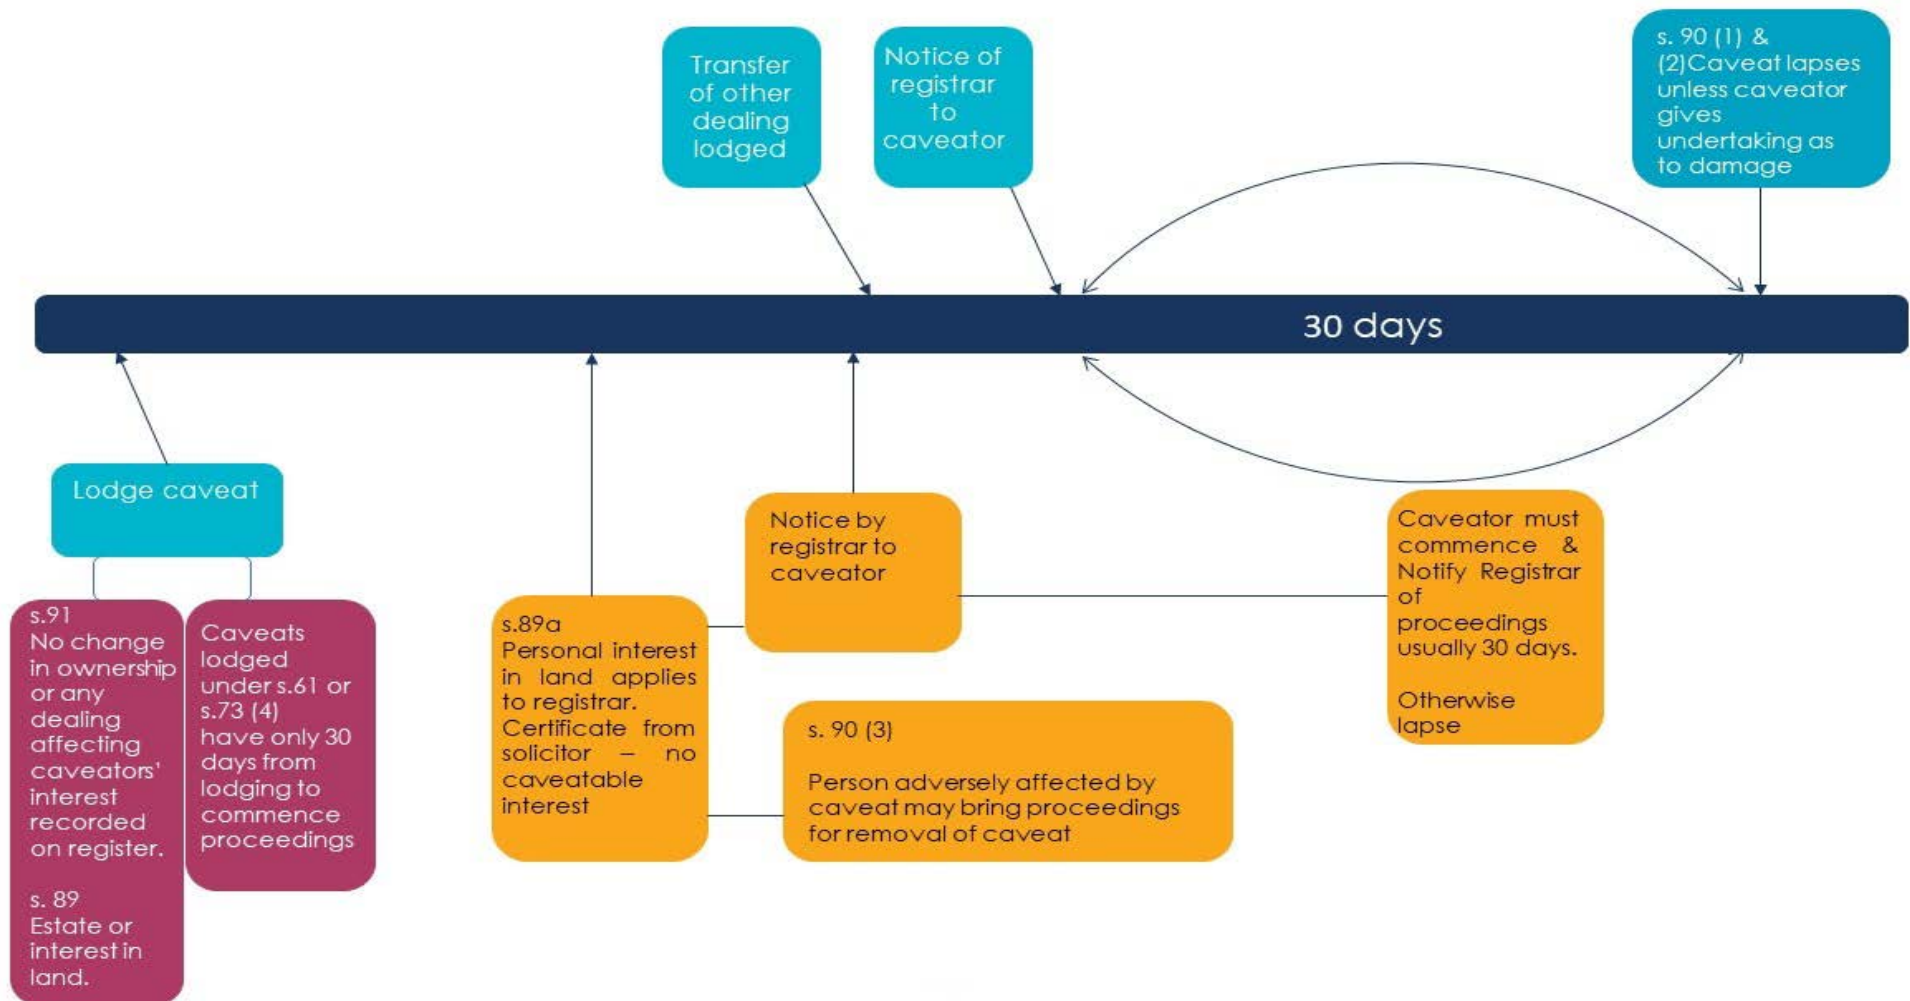 Transfer
of other
dealing
lodged
Notice of
registrar
to
caveator
s. 90 (1) &
(2)Caveat lapses
unless caveator
gives
undertaking as
to damage
30 days
Lodge caveat
s.91
No change
in ownership
or any
dealing
affecting
caveators'
interest
recorded
on register.
s. 89
Estate or
interest in
land.
Caveats
lodged
under s.61 or
s.73 (4)
have only 30
days from
lodging to
commence
proceedings
s.89a
Personal interest
in land applies
to registrar.
Certificate from
solicitor – no
caveatable
interest
Notice by
registrar to
caveator
s. 90 (3)
Person adversely affected by
caveat may bring proceedings
for removal of caveat
Caveator must
commence &
Notify Registrar
of
proceedings
usually 30 days.
Otherwise
lapse